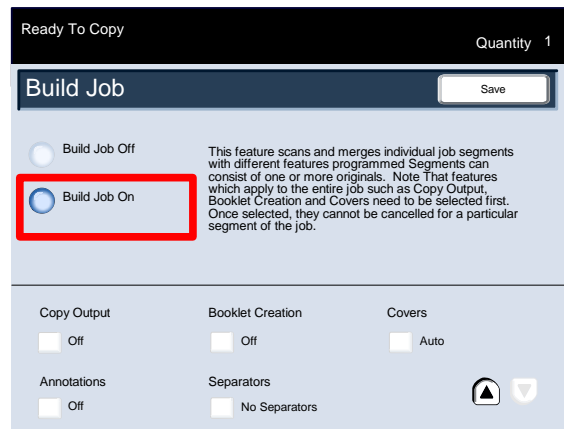 Ready To Copy
Quantity 1
Build Job
Save
Build Job Off
Build Job On
This feature scans and merges individual job segments
with different features programmed Segments can
consist of one or more originals. Note That features
which apply to the entire job such as Copy Output,
Booklet Creation and Covers need to be selected first.
Once selected, they cannot be cancelled for a particular
segment of the job.
Copy Output
Booklet Creation
Covers
Off
Off
Auto
Annotations
Separators
Off
No Separators